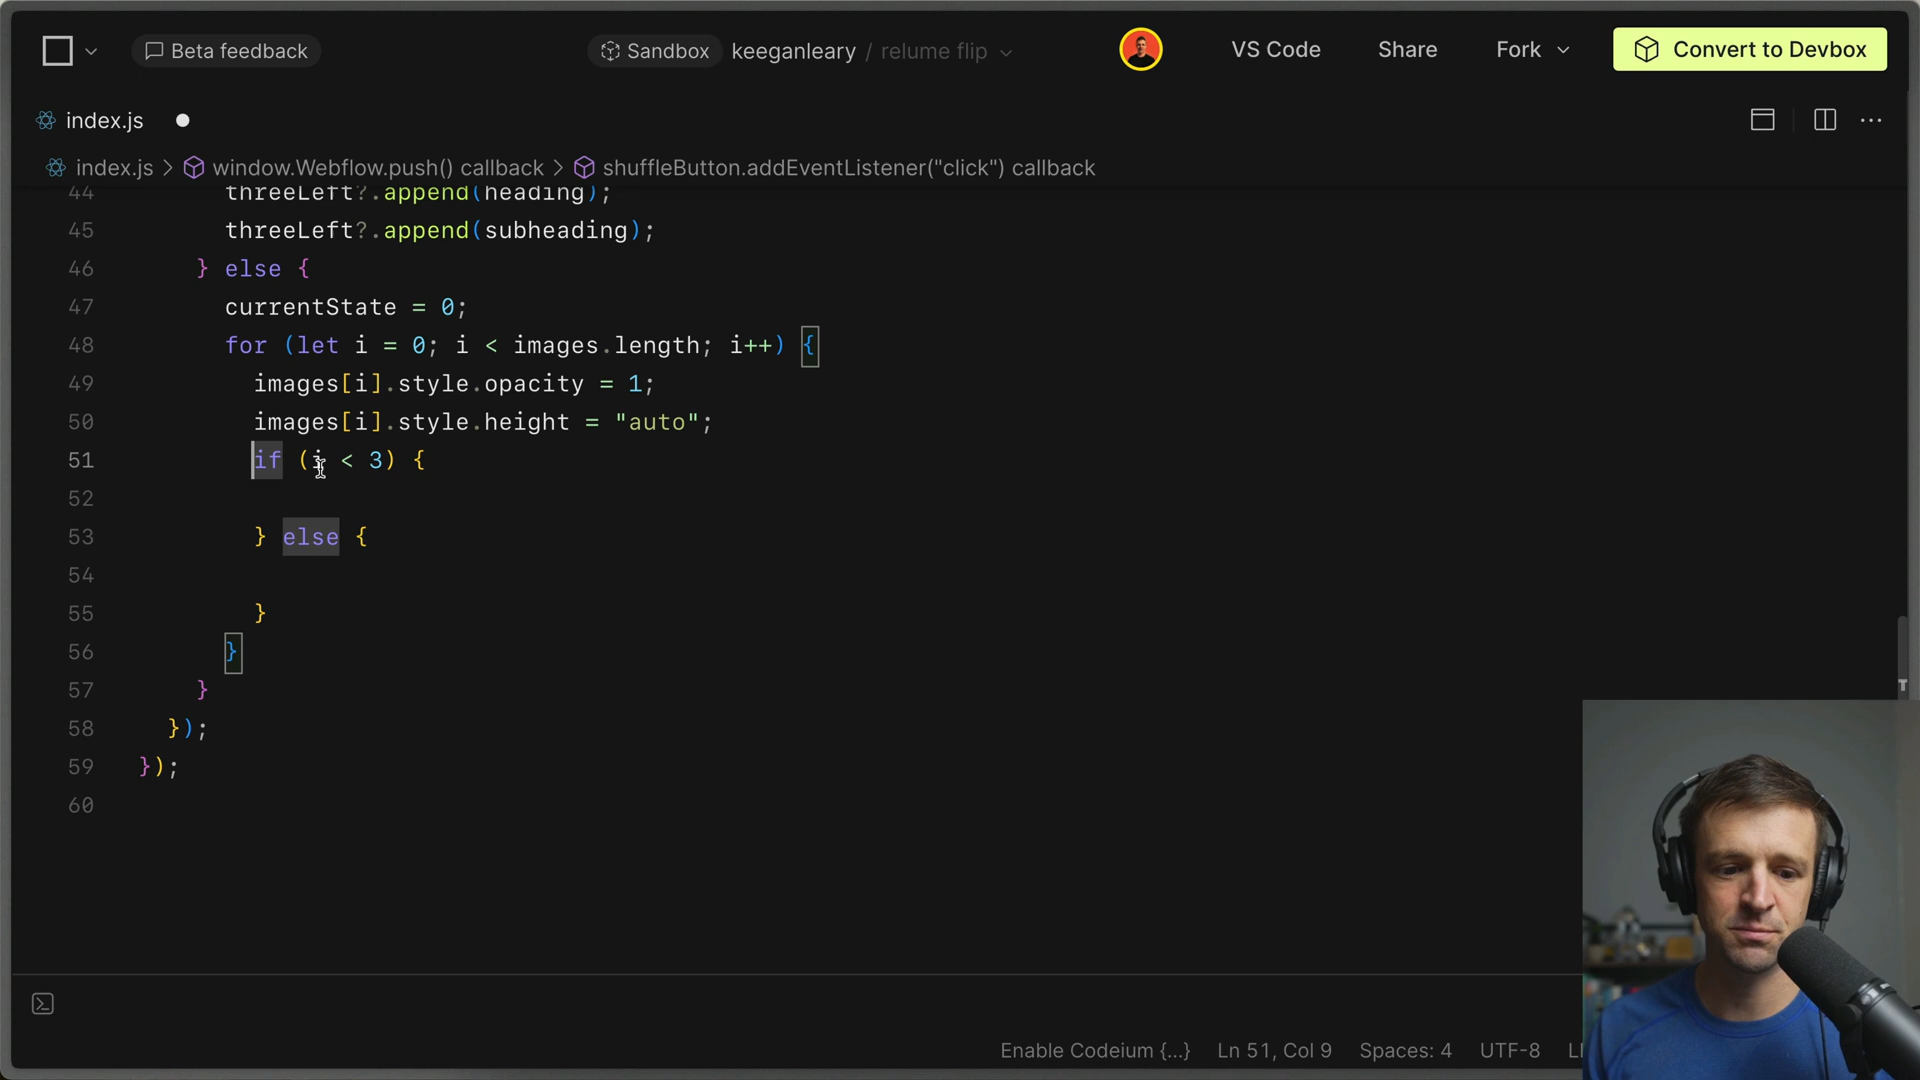 Beta feedback
Sandbox keeganleary / relume flip
VS Code
Share
Fork
Convert to Devbox
index.js
index.js > window.Webflow.push() callback > shuffleButton.addEventListener("click") callback
44 threeLeft?.append(heading);
45 threeLeft?.append(subheading);
46 } else {
47 currentState = 0;
48 for (let i = 0; i < images.length; i++) {
49 images[i].style.opacity = 1;
50 images[i].style.height = "auto";
51 if (i < 3) {
52
53 } else {
54
55 }
56 }
57 }
58 });
59 });
60
Enable Codeium {...} Ln 51, Col 9 Spaces: 4 UTF-8